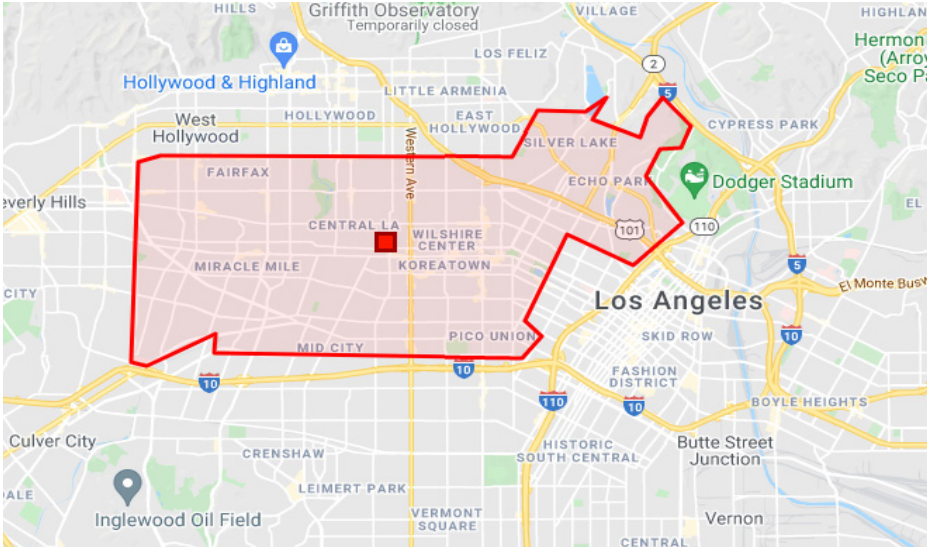 HILLS
Griffith Observatory
Temporarily closed
VILLAGE
HIGHLAN
Hermon
(Arroy
Seco Pa
LOS FELIZ
2
5
Hollywood & Highland
LITTLE ARMENIA
HOLLYWOOD
EAST
HOLLYWOOD
CYPRESS PARK
West
Hollywood
Western Ave
SILVER LAKE
FAIRFAX
ECHO PARK
Dodger Stadium
everly Hills
EL
CENTRAL LA
WILSHIRE
CENTER
101
110
MIRACLE MILE
KOREATOWN
5
El Monte Busw
CITY
Los Angeles
PICO UNION
SKID ROW
10
MID CITY
10
10
FASHION
DISTRICT
110
10
BOYLE HEIGHTS
Culver City
CRENSHAW
HISTORIC
SOUTH CENTRAL
Butte Street
Junction
DALE
LEIMERT PARK
Inglewood Oil Field
VERMONT
SQUARE
Vernon
CENTRAL